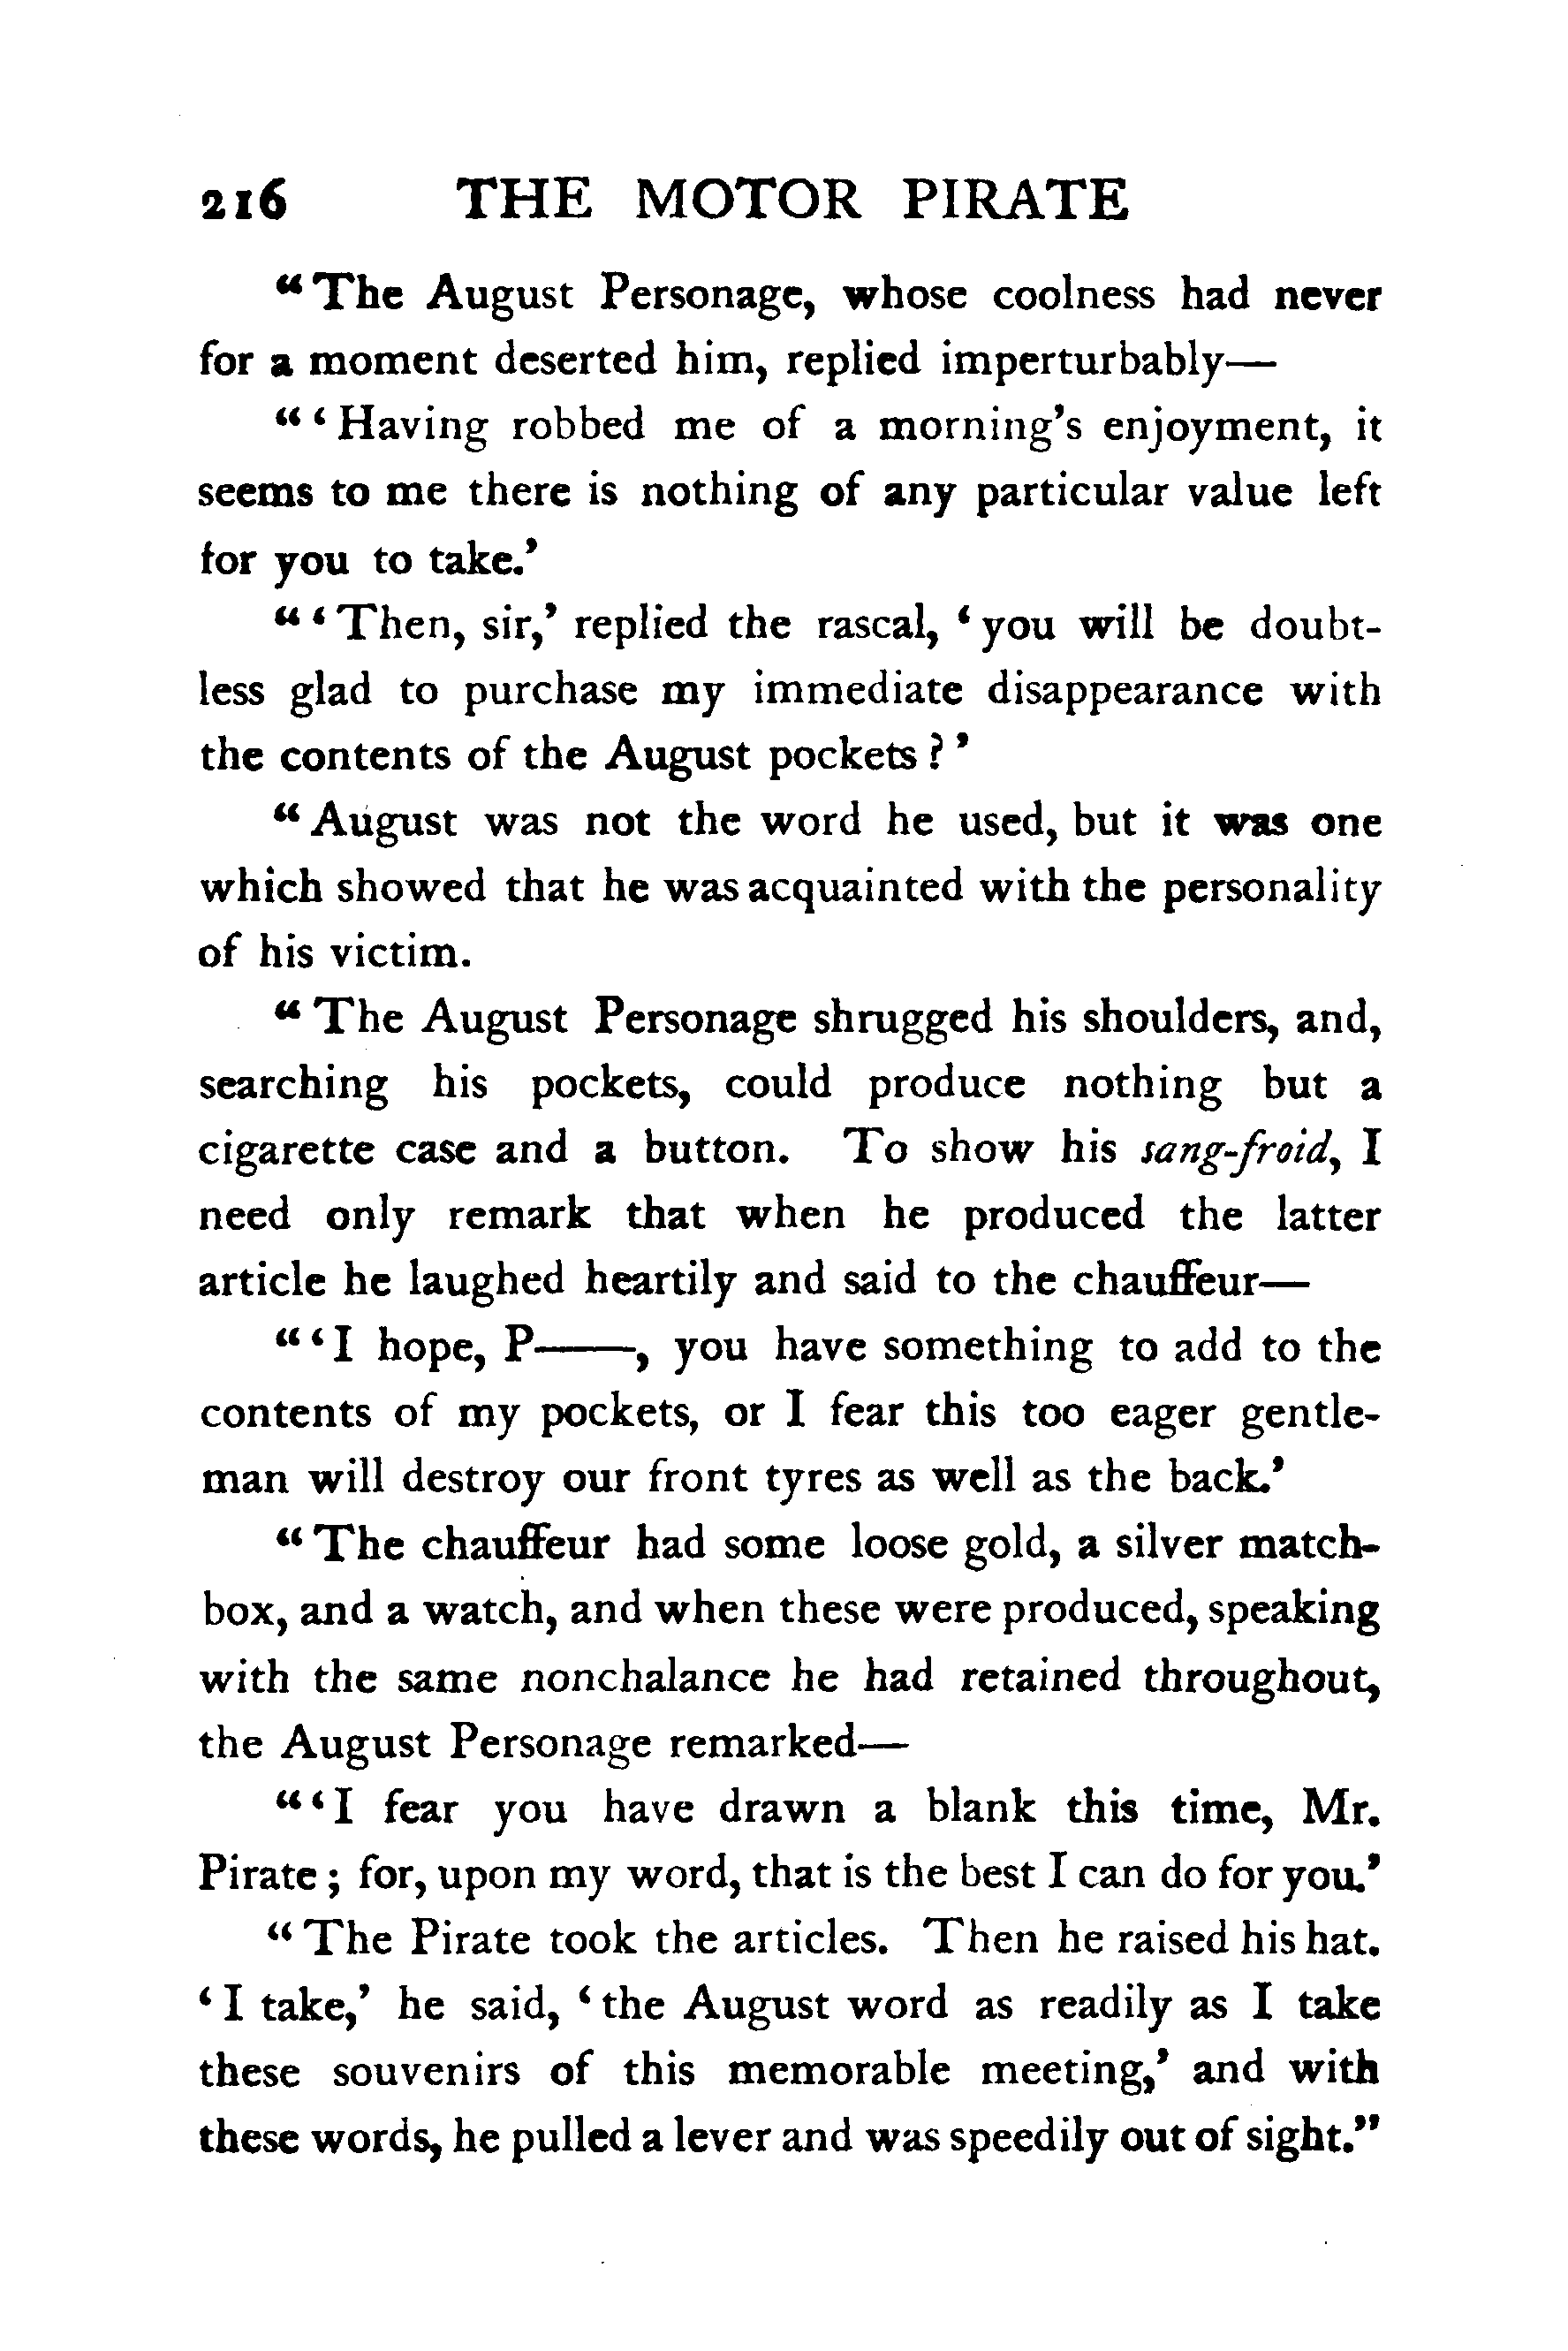 216 THE MOTOR PIRATE
“The August Personage, whose coolness had never
for a moment deserted him, replied imperturbably—
“‘Having robbed me of a morning’s enjoyment, it
seems to me there is nothing of any particular value left
for you to take.’
“‘Then, sir,’ replied the rascal, ‘you will be doubt-
less glad to purchase my immediate disappearance with
the contents of the August pockets?’
“August was not the word he used, but it was one
which showed that he was acquainted with the personality
of his victim.
“The August Personage shrugged his shoulders, and,
searching his pockets, could produce nothing but a
cigarette case and a button. To show his sang-froid, I
need only remark that when he produced the latter
article he laughed heartily and said to the chauffeur—
“‘I hope, P——, you have something to add to the
contents of my pockets, or I fear this too eager gentle-
man will destroy our front tyres as well as the back.’
“The chauffeur had some loose gold, a silver match-
box, and a watch, and when these were produced, speaking
with the same nonchalance he had retained throughout,
the August Personage remarked—
“‘I fear you have drawn a blank this time, Mr.
Pirate; for, upon my word, that is the best I can do for you.’
“The Pirate took the articles. Then he raised his hat.
‘I take,’ he said, ‘the August word as readily as I take
these souvenirs of this memorable meeting,’ and with
these words, he pulled a lever and was speedily out of sight.”